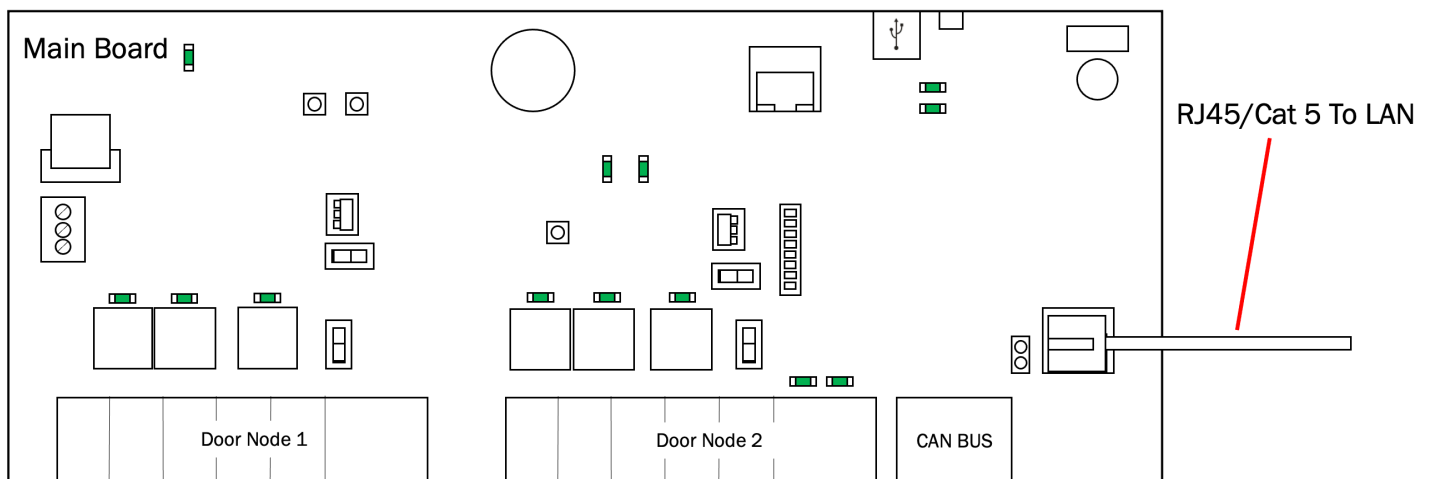 Main Board
RJ45/Cat 5 To LAN
Door Node 1
Door Node 2
CAN BUS